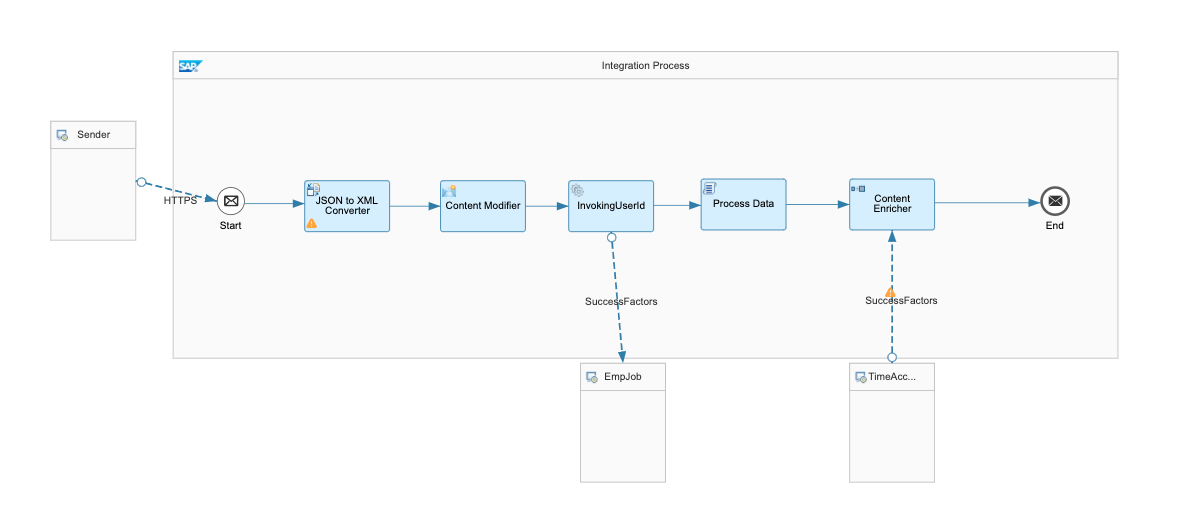 SAP
Integration Process
Sender
HTTPS
Start
JSON to XML
Converter
Content Modifier
InvokingUserId
Process Data
Content
Enricher
End
SuccessFactors
SuccessFactors
EmpJob
TimeAcc...